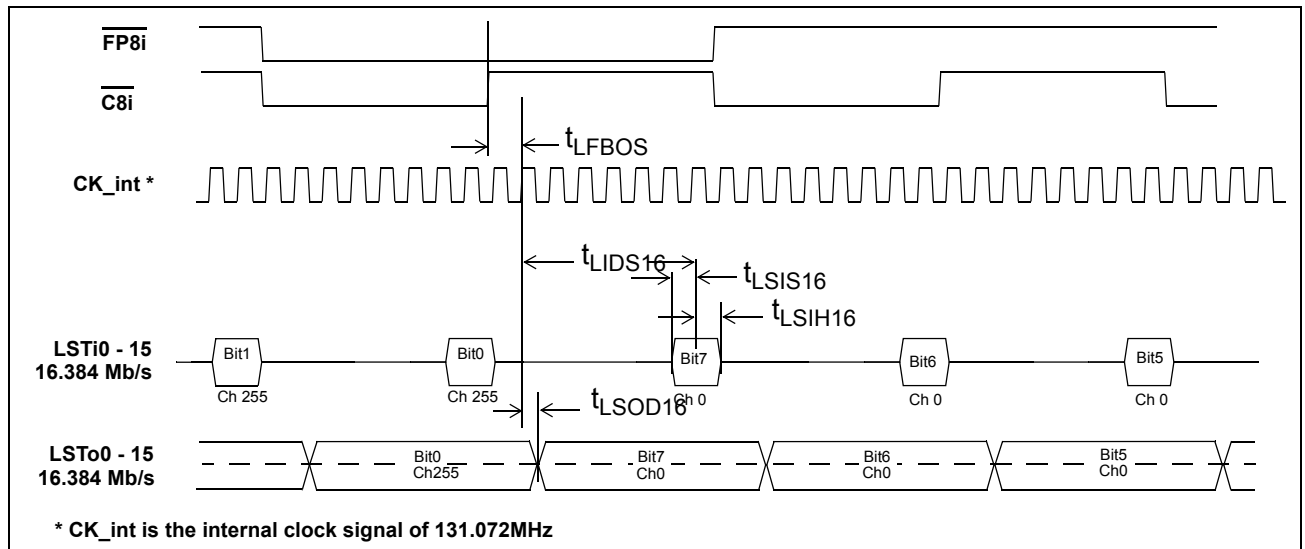 FP8i
C8i
tLFBOS
CK_int *
tLIDS16
tLSIS16
tLSIH16
LSTi0 - 15
16.384 Mb/s
Bit1
Ch 255
Bit0
Ch 255
Bit7
Ch 0
Bit6
Ch 0
Bit5
Ch 0
tLSOD16
LSTo0 - 15
16.384 Mb/s
Bit0
Ch255
Bit7
Ch0
Bit6
Ch0
Bit5
Ch0
* CK_int is the internal clock signal of 131.072MHz